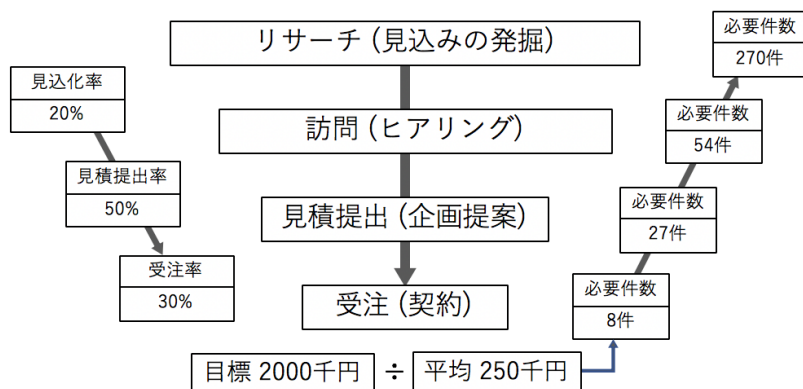 リサーチ (見込みの発掘)
必要件数
270件
見込化率
20%
訪問 (ヒアリング)
必要件数
54件
見積提出率
50%
見積提出 (企画提案)
必要件数
27件
受注率
30%
受注 (契約)
必要件数
8件
目標 2000千円 ÷ 平均 250千円